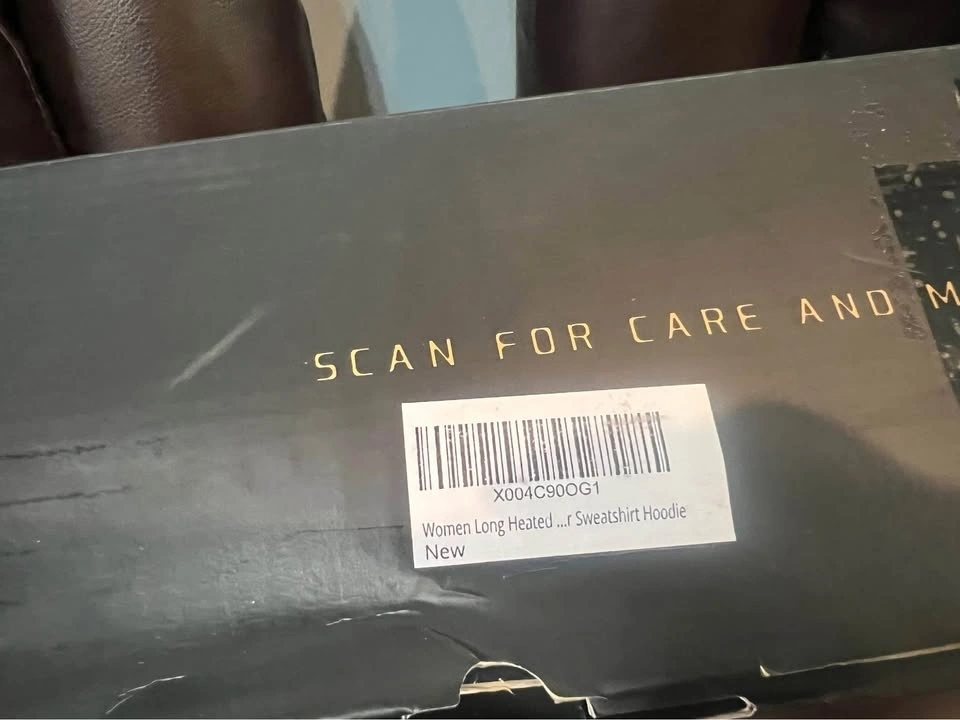 SCAN FOR CARE AND M
X004C90OG1
Women Long Heated ...r Sweatshirt Hoodie
New